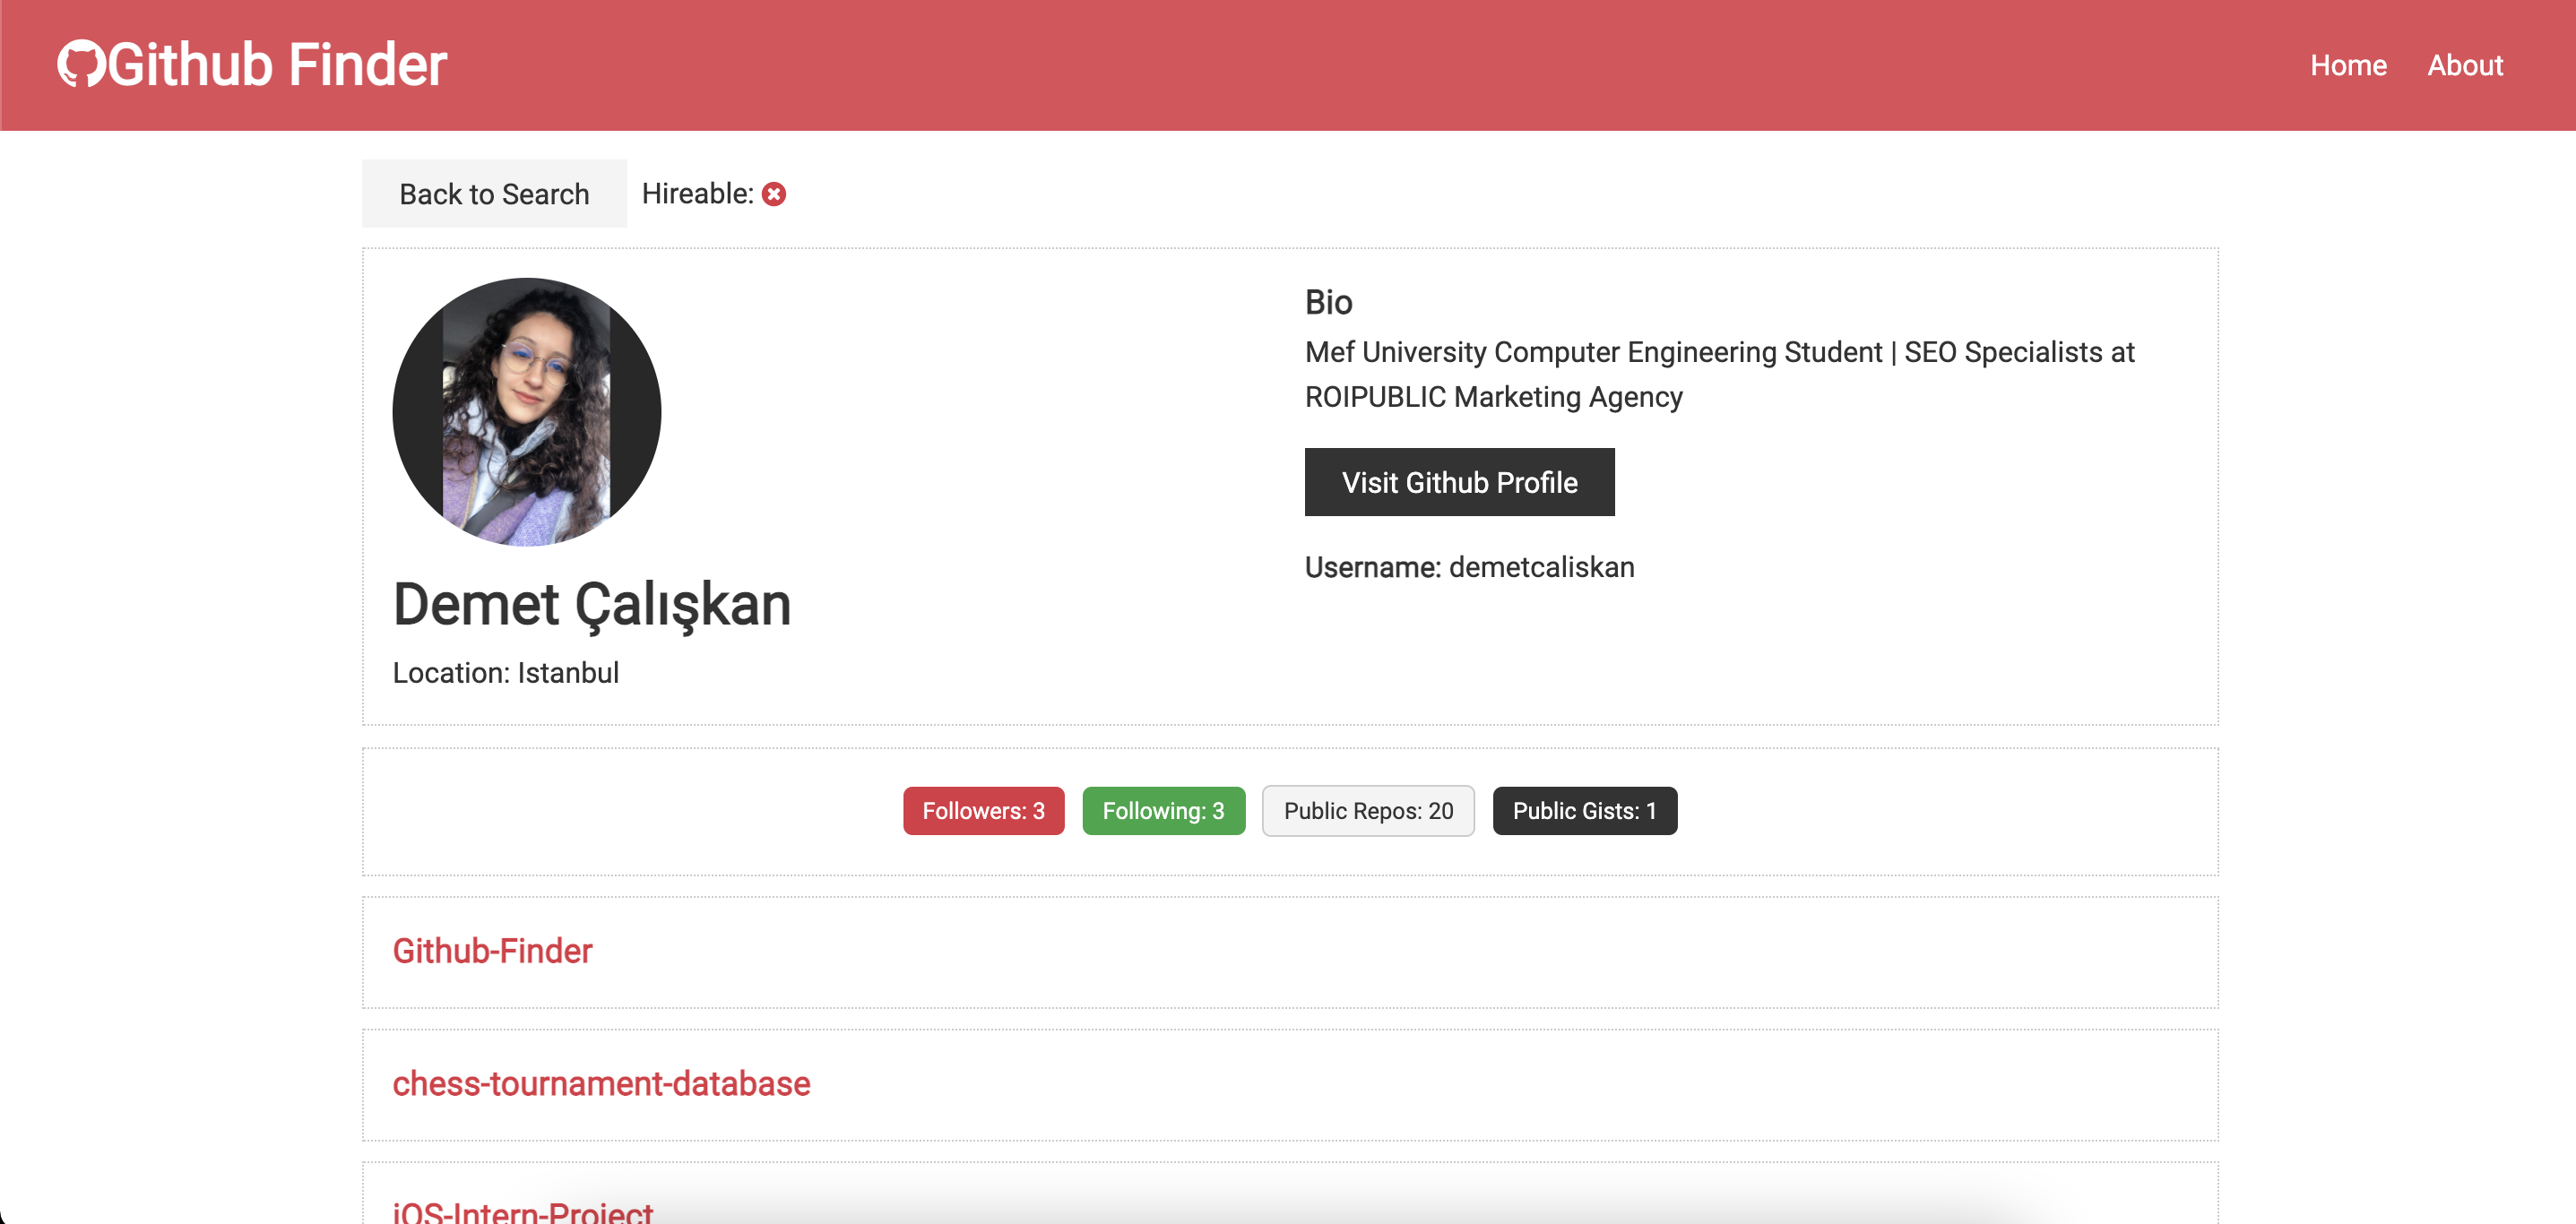 Github Finder
Home
About
Back to Search
Hireable:
Demet Çalışkan
Location: Istanbul
Bio
Mef University Computer Engineering Student | SEO Specialists at
ROIPUBLIC Marketing Agency
Visit Github Profile
Username: demetcaliskan
Followers: 3
Following: 3
Public Repos: 20
Public Gists: 1
Github-Finder
chess-tournament-database
iOS-Intern-Project